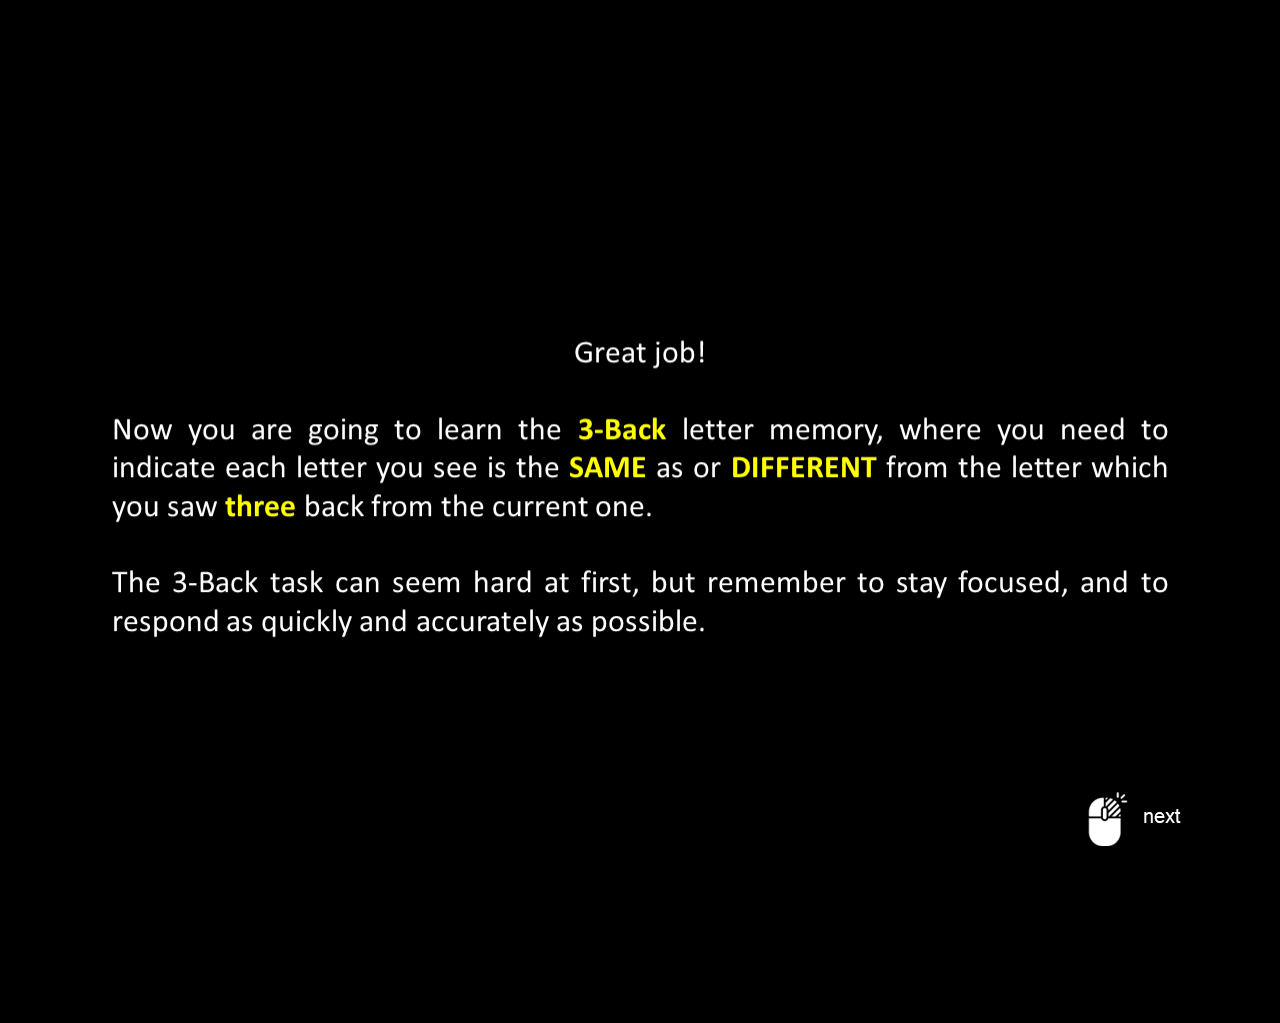 Great job!
Now you are going to learn the 3-Back letter memory, where you need to
indicate each letter you see is the SAME as or DIFFERENT from the letter which
you saw three back from the current one.
The 3-Back task can seem hard at first, but remember to stay focused, and to
respond as quickly and accurately as possible.
next